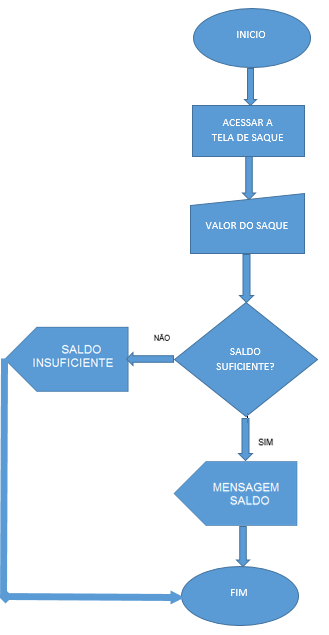 INICIO
ACESSAR A
TELA DE SAQUE
VALOR DO SAQUE
SALDO
SUFICIENTE?
NÃO
SALDO
INSUFICIENTE
SIM
MENSAGEM
SALDO
FIM